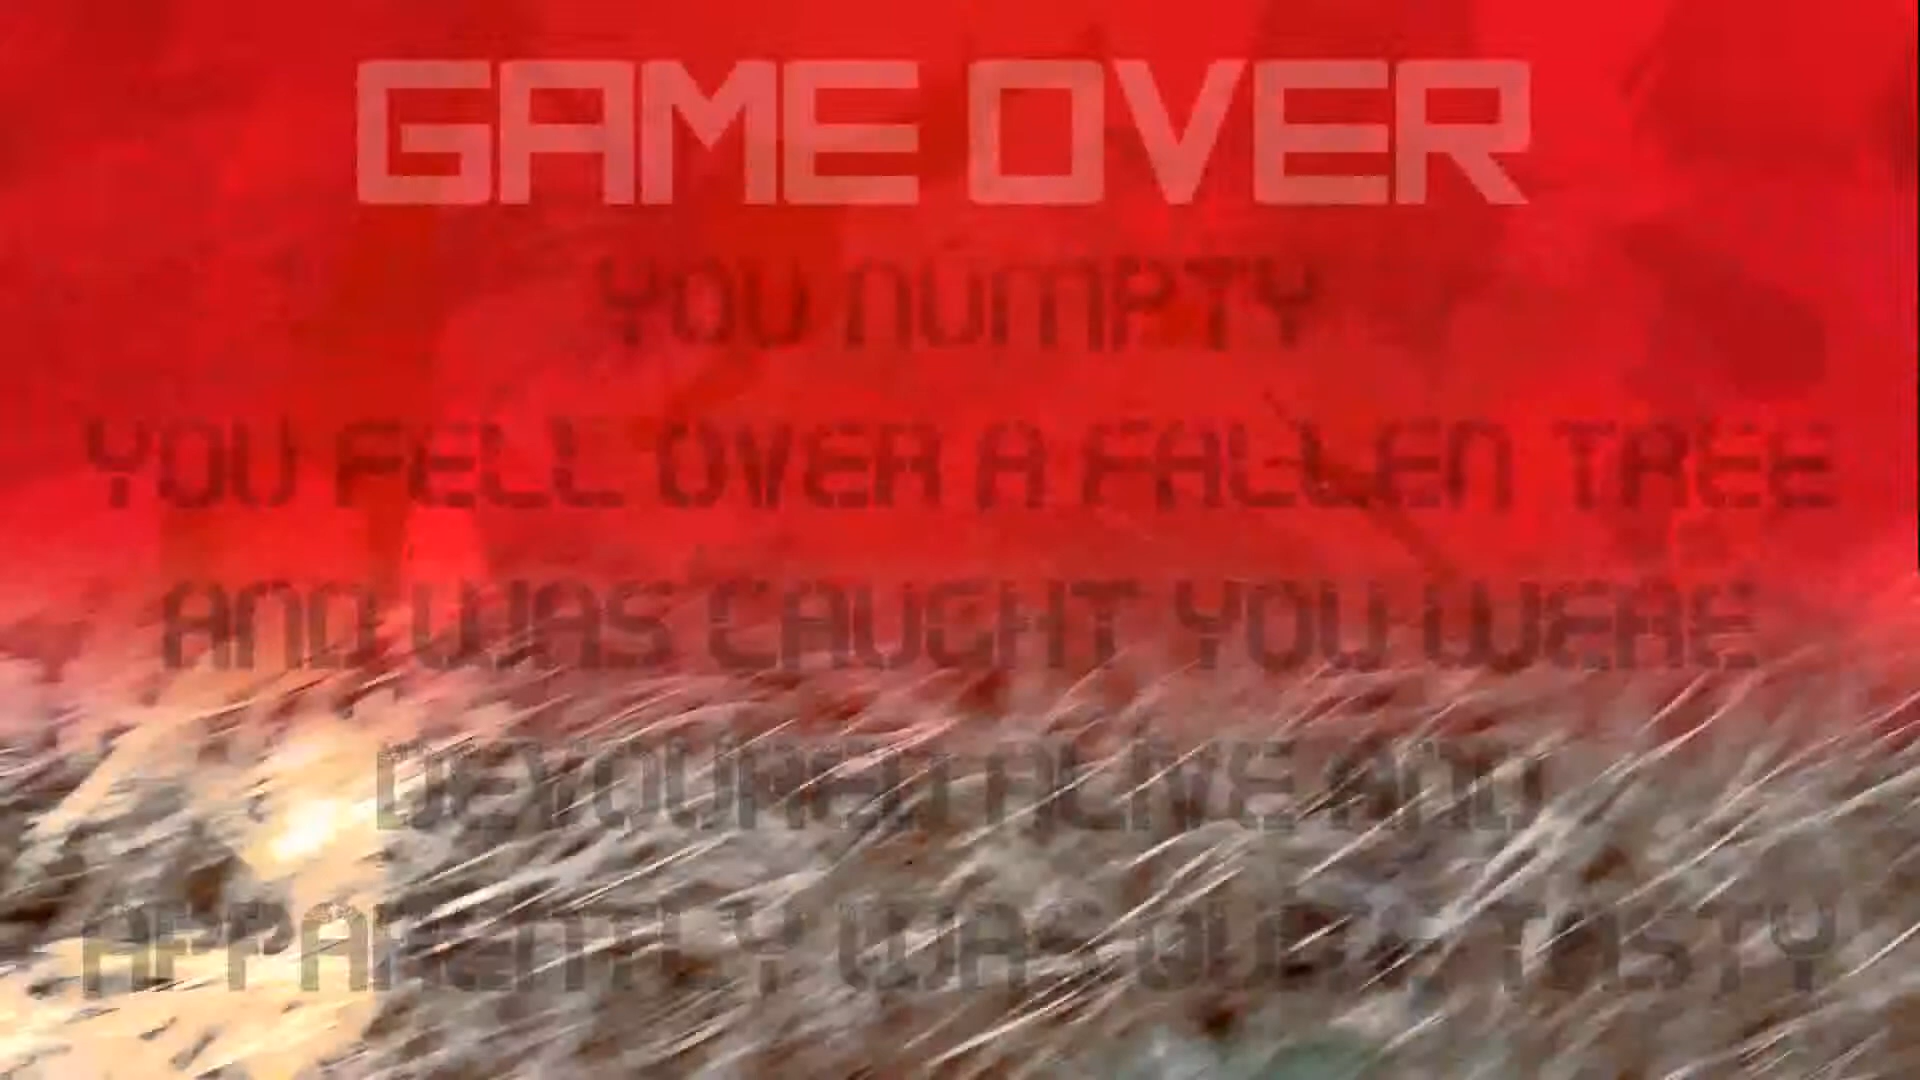 GAME OVER
YOU NUMPTY
YOU FELL OVER A FALLEN TREE
AND WAS CAUGHT YOU WERE
DEVOURED ALIVE AND
APPARENTLY WAS TASTY